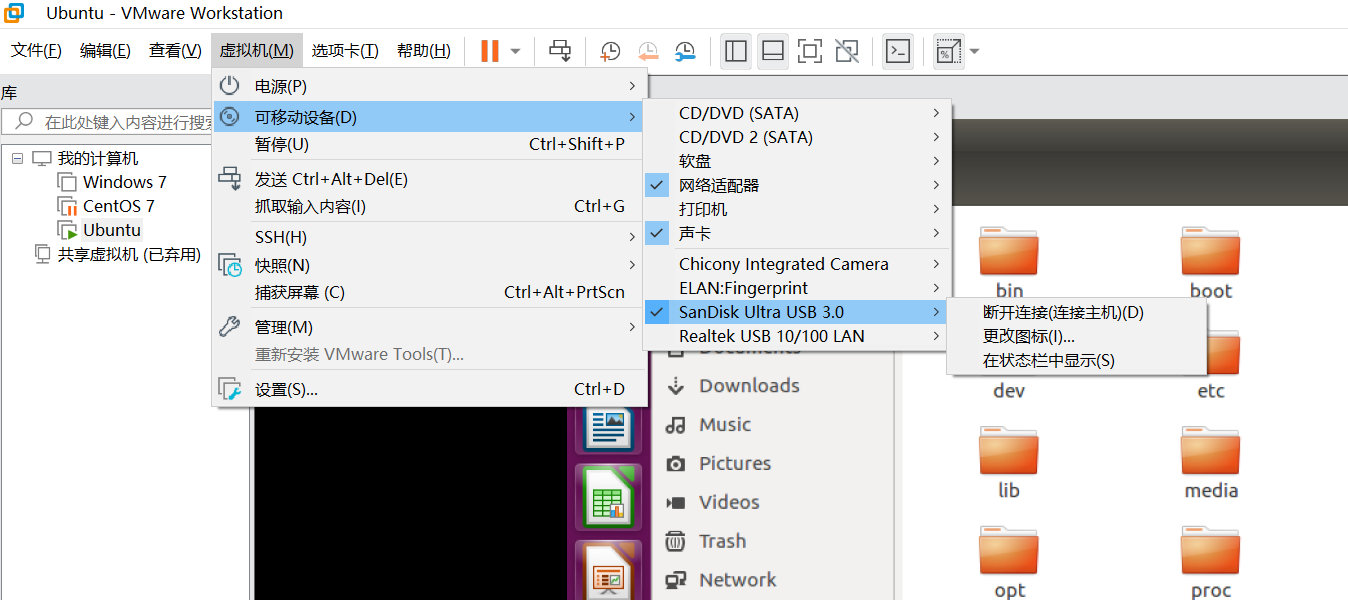 Ubuntu - VMware Workstation
文件(F) 编辑(E) 查看(V) 虚拟机(M) 选项卡(T) 帮助(H)
库
在此处键入内容进行搜索
我的计算机
Windows 7
CentOS 7
Ubuntu
共享虚拟机 (已弃用)
电源(P)
可移动设备(D)
暂停(U) Ctrl+Shift+P
发送 Ctrl+Alt+Del(E)
抓取输入内容(I) Ctrl+G
SSH(H)
快照(N)
捕获屏幕 (C) Ctrl+Alt+PrtScn
管理(M)
重新安装 VMware Tools(T)...
设置(S)... Ctrl+D
CD/DVD (SATA)
CD/DVD 2 (SATA)
软盘
网络适配器
打印机
声卡
Chicony Integrated Camera
ELAN:Fingerprint
SanDisk Ultra USB 3.0
Realtek USB 10/100 LAN
断开连接(连接主机)(D)
更改图标(I)...
在状态栏中显示(S)
Documents
Downloads
Music
Pictures
Videos
Trash
Network
bin boot
dev etc
lib media
opt proc